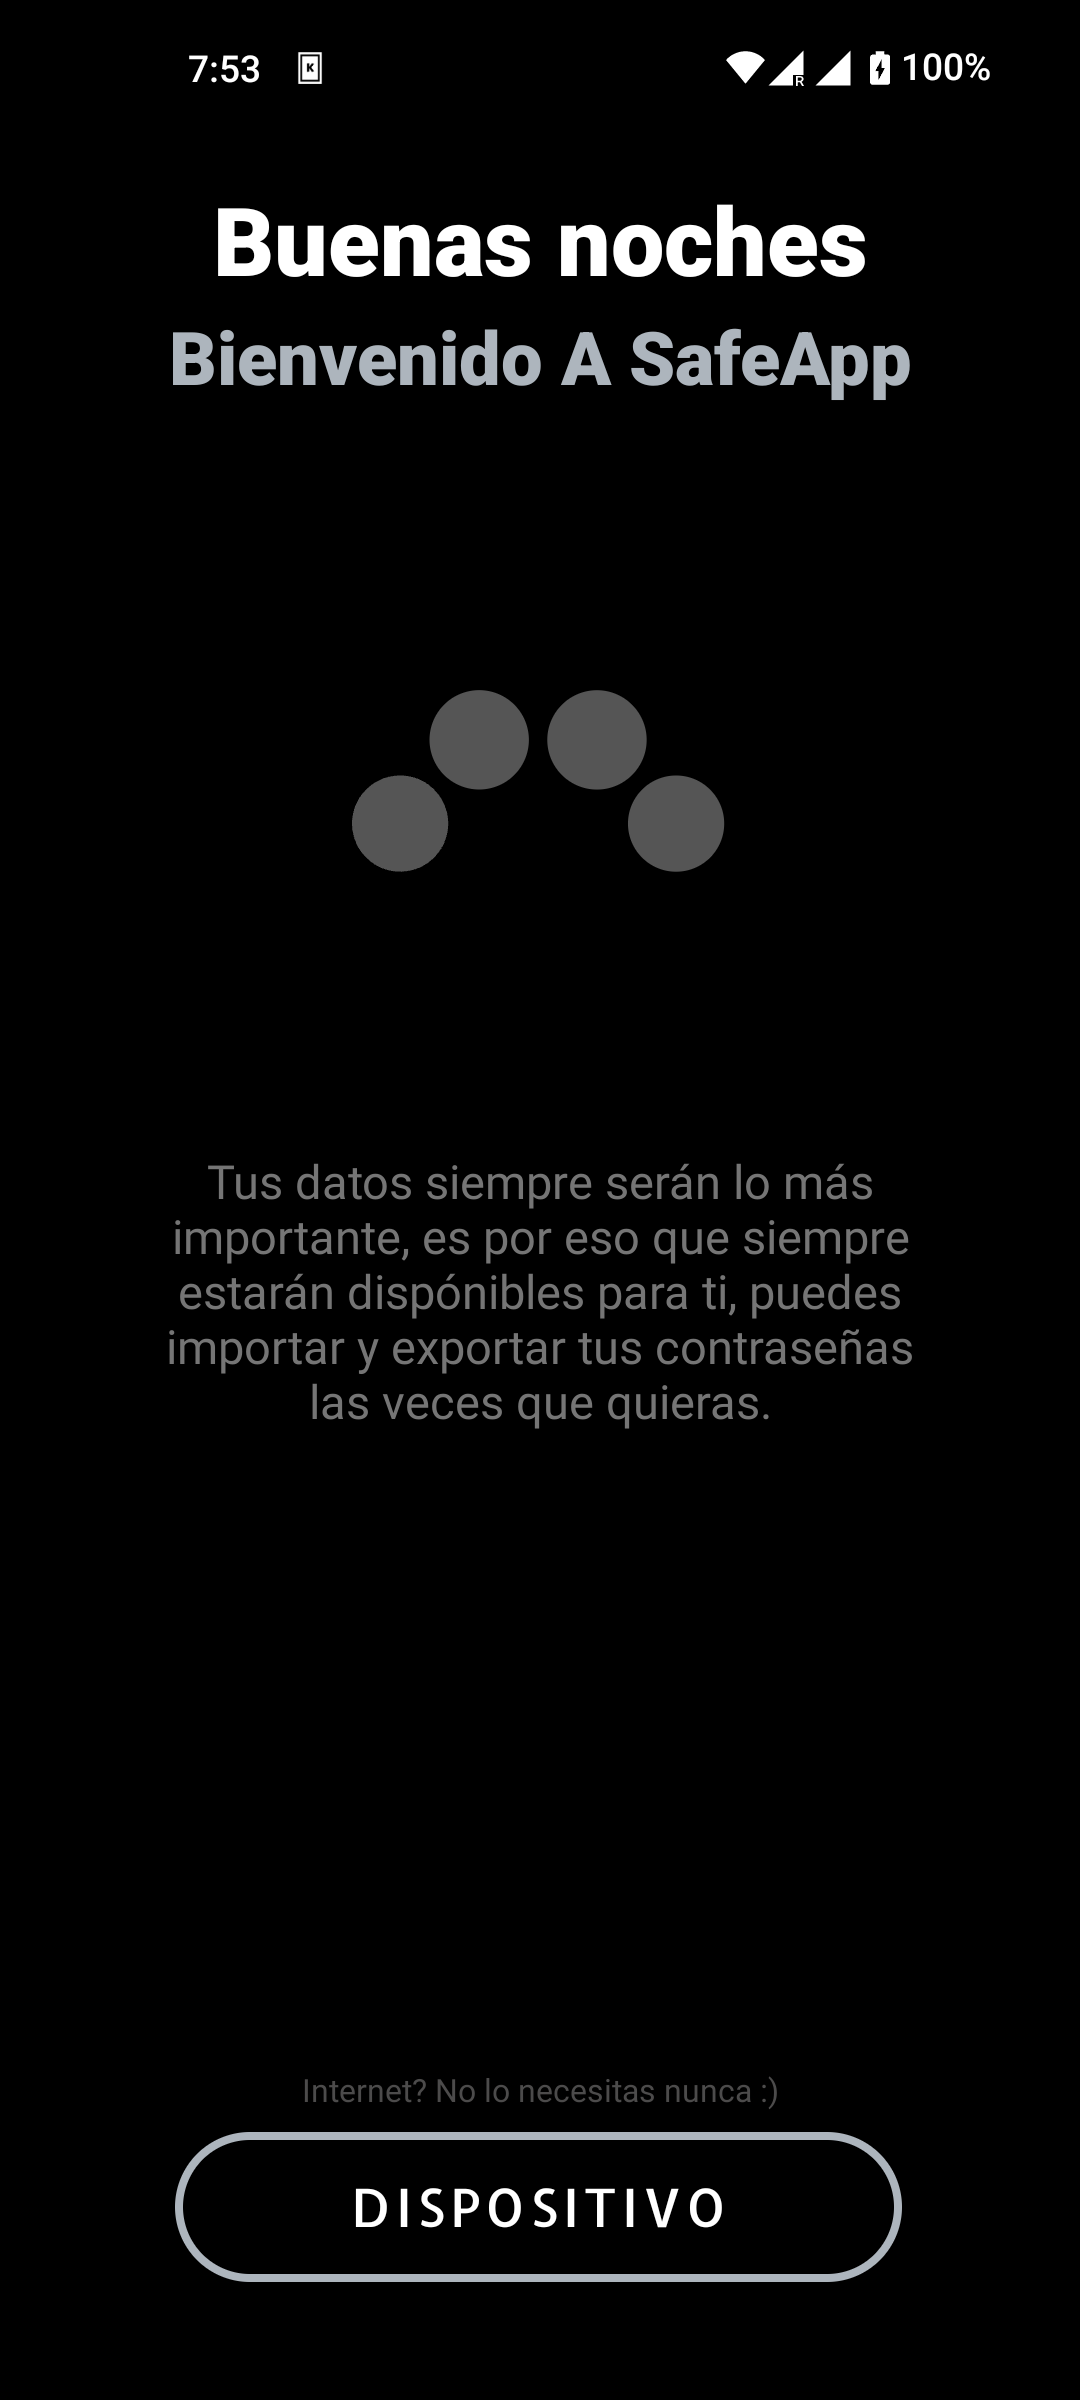 7:53
K
R
100%
Buenas noches
Bienvenido A SafeApp
Tus datos siempre serán lo más
importante, es por eso que siempre
estarán dispónibles para ti, puedes
importar y exportar tus contraseñas
las veces que quieras.
Internet? No lo necesitas nunca :)
DISPOSITIVO